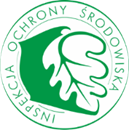 INSPEKCJA OCHRONY ŚRODOWISKA